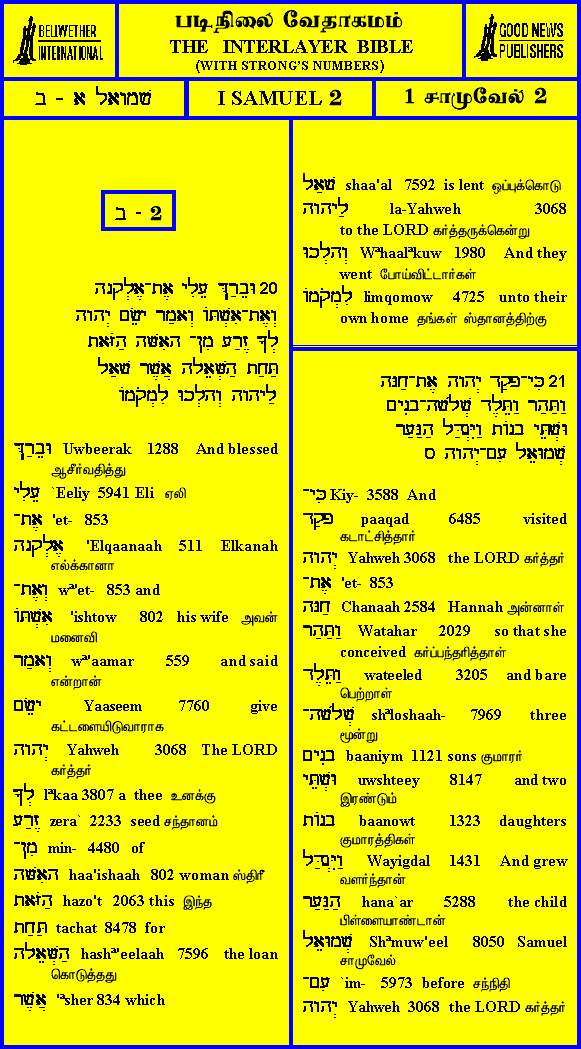 BELLWETHER INTERNATIONAL
படிநிலை வேதாகமம்
THE INTERLAYER BIBLE
(WITH STRONG'S NUMBERS)
GOOD NEWS PUBLISHERS
שמואל א - ב
I SAMUEL 2
1 சாமுவேல் 2
ב - 2
20 וּבֵרַךְ עֵלִי אֶת־אֶלְקָנָה
וְאֶת־אִשְׁתּוֹ וְאָמַר יָשֵׂם יְהוָה
לְךָ זֶרַע מִן־ הָאִשָּׁה הַזֹּאת
תַּחַת הַשְּׁאֵלָה אֲשֶׁר שָׁאַל
לַיהוָה וְהָלְכוּ לִמְקֹמוֹ
וּבֵרַךְ Uwbeerak 1288 And blessed
ஆசீர்வதித்து
עֵלִי `Eeliy 5941 Eli ஏலி
אֶת־ 'et- 853
אֶלְקָנָה 'Elqaanaah 511 Elkanah
எல்க்கானா
וְאֶת־ wª'et- 853 and
אִשְׁתּוֹ 'ishtow 802 his wife அவன்
மனைவி
וְאָמַר wª'aamar 559 and said
என்றான்
יָשֵׂם Yaaseem 7760 give
கட்டளையிடுவாராக
יְהוָה Yahweh 3068 The LORD
கர்த்தர்
לְךָ lªkaa 3807 a thee உனக்கு
זֶרַע zera` 2233 seed சந்தானம்
מִן־ min- 4480 of
הָאִשָּׁה haa'ishaah 802 woman ஸ்திரீ
הַזֹּאת hazo't 2063 this இந்த
תַּחַת tachat 8478 for
הַשְּׁאֵלָה hashª'eelaah 7596 the loan
கொடுத்தது
אֲשֶׁר 'ªsher 834 which
שָׁאַל shaa'al 7592 is lent ஒப்புக்கொடு
לַיהוָה la-Yahweh 3068
to the LORD கர்த்தருக்கென்று
וְהָלְכוּ Wªhaalªkuw 1980 And they
went போய்விட்டார்கள்
לִמְקֹמוֹ limqomow 4725 unto their
own home தங்கள் ஸ்தானத்திற்கு
21 כִּי־פָקַד יְהוָה אֶת־חַנָּה
וַתַּהַר וַתֵּלֶד שְׁלֹשָׁה־בָנִים
וּשְׁתֵּי בָנוֹת וַיִּגְדַּל הַנַּעַר
שְׁמוּאֵל עִם־יְהוָה ס
כִּי־ Kiy- 3588 And
פָקַד paaqad 6485 visited
கடாட்சித்தார்
יְהוָה Yahweh 3068 the LORD கர்த்தர்
אֶת־ 'et- 853
חַנָּה Chanaah 2584 Hannah அன்னாள்
וַתַּהַר Watahar 2029 so that she
conceived கர்ப்பந்தரித்தாள்
וַתֵּלֶד wateeled 3205 and bare
பெற்றாள்
שְׁלֹשָׁה־ shªloshaah- 7969 three
மூன்று
בָנִים baaniym 1121 sons குமாரர்
וּשְׁתֵּי uwshteey 8147 and two
இரண்டும்
בָנוֹת baanowt 1323 daughters
குமாரத்திகள்
וַיִּגְדַּל Wayigdal 1431 And grew
வளர்ந்தான்
הַנַּעַר hana`ar 5288 the child
பிள்ளையாண்டான்
שְׁמוּאֵל Shªmuw'eel 8050 Samuel
சாமுவேல்
עִם־ `im- 5973 before சந்நிதி
יְהוָה Yahweh 3068 the LORD கர்த்தர்